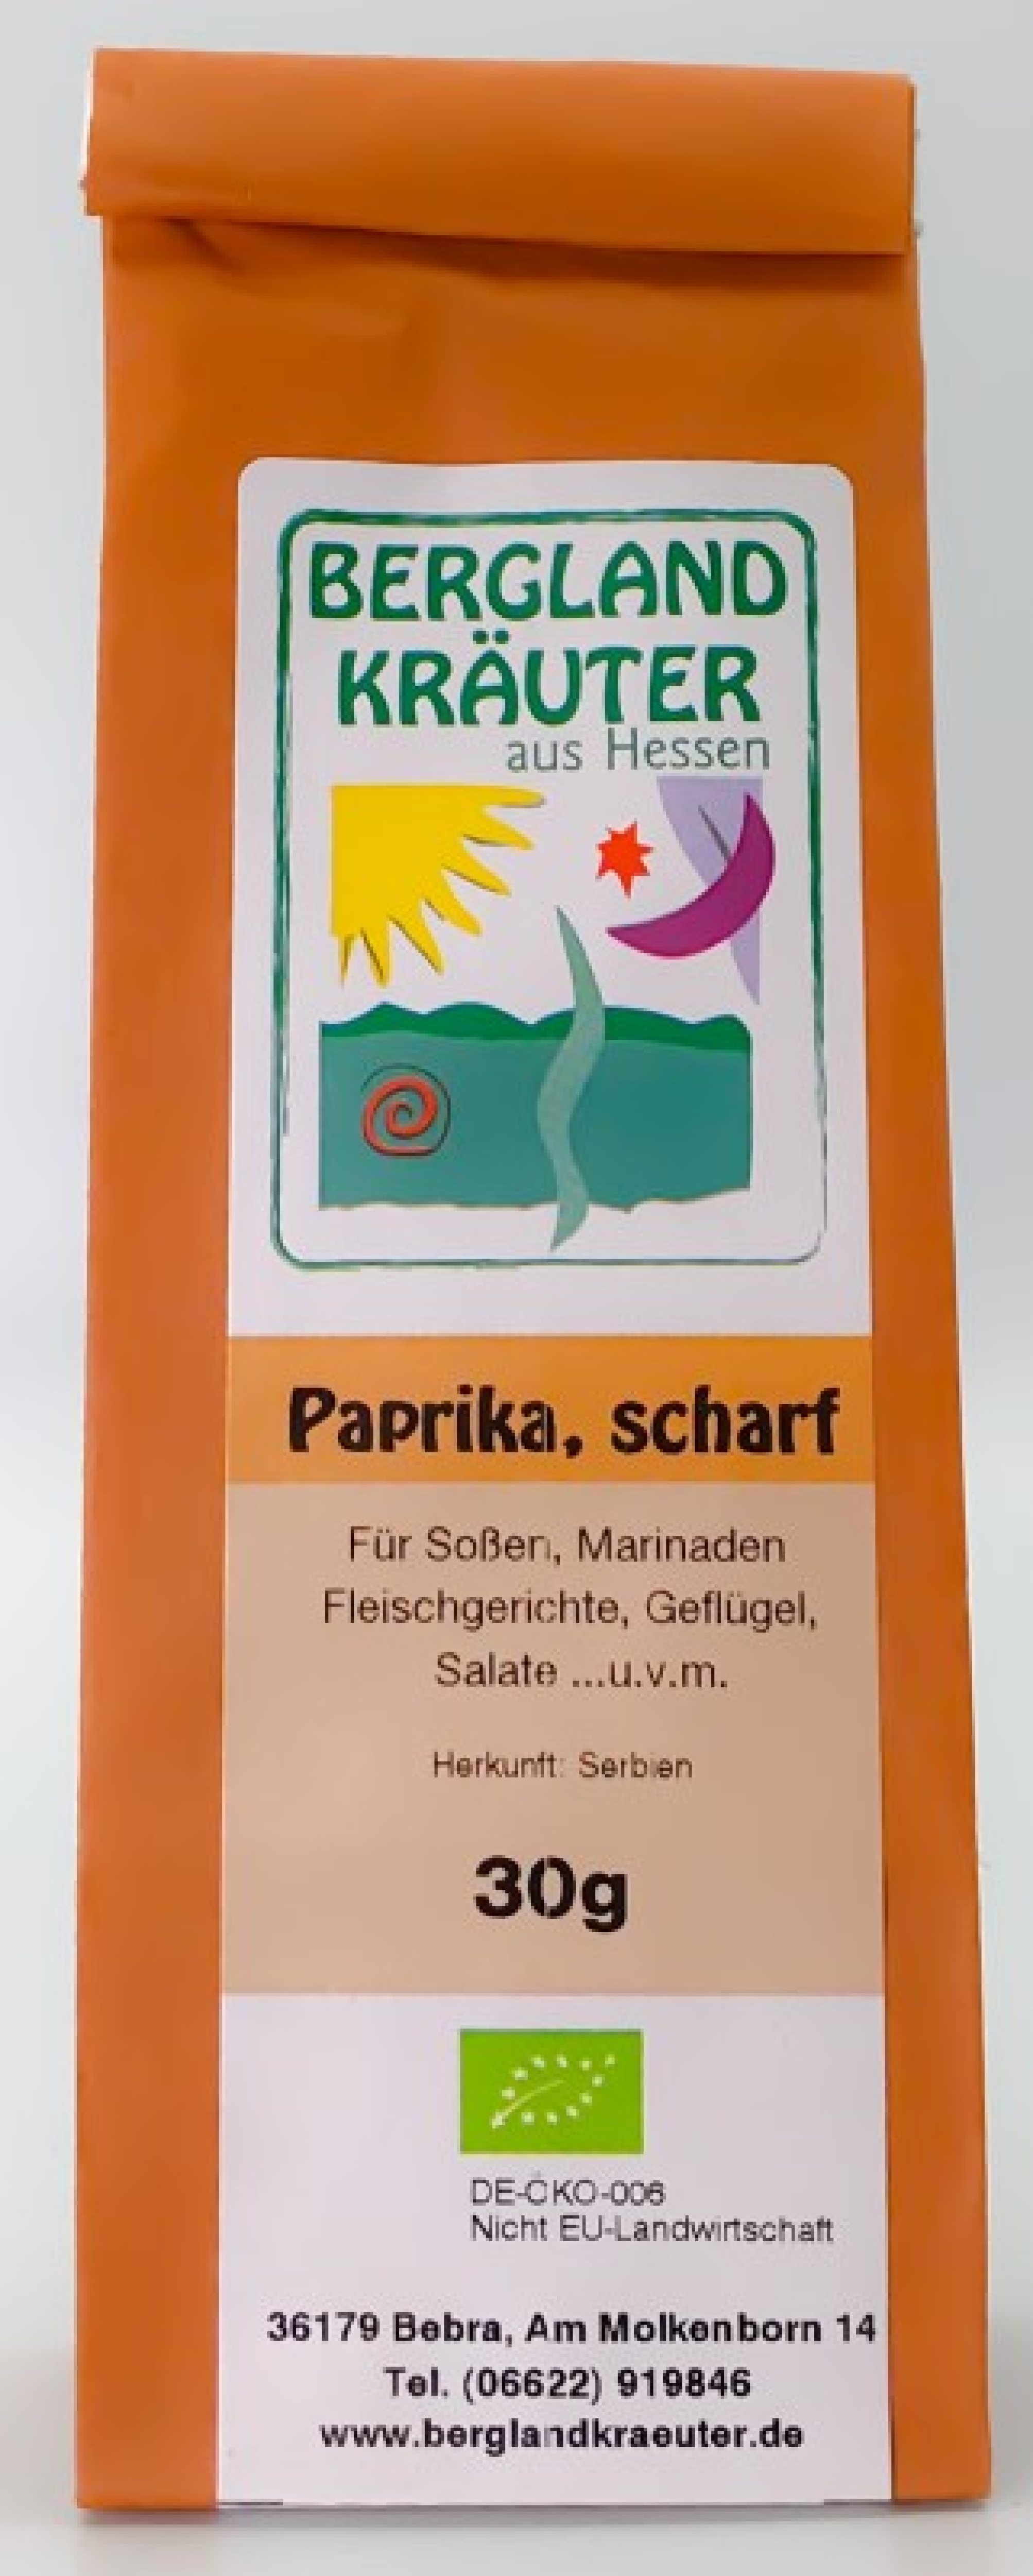 BERGLAND
KRÄUTER
aus Hessen
Paprika, scharf
Für Soßen, Marinaden
Fleischgerichte, Geflügel,
Salate ...u.v.m.
Herkunft: Serbien
30g
DE-ÖKO-006
Nicht EU-Landwirtschaft
36179 Bebra, Am Molkenborn 14
Tel. (06622) 919846
www.berglandkraeuter.de